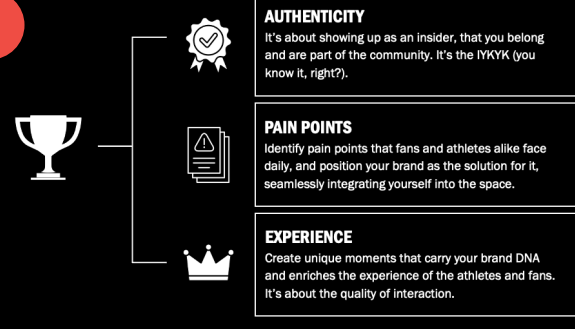 AUTHENTICITY
It's about showing up as an insider, that you belong
and are part of the community. It's the IYKYK (you
know it, right?).
PAIN POINTS
Identify pain points that fans and athletes alike face
daily, and position your brand as the solution for it,
seamlessly integrating yourself into the space.
EXPERIENCE
Create unique moments that carry your brand DNA
and enriches the experience of the athletes and fans.
It's about the quality of interaction.